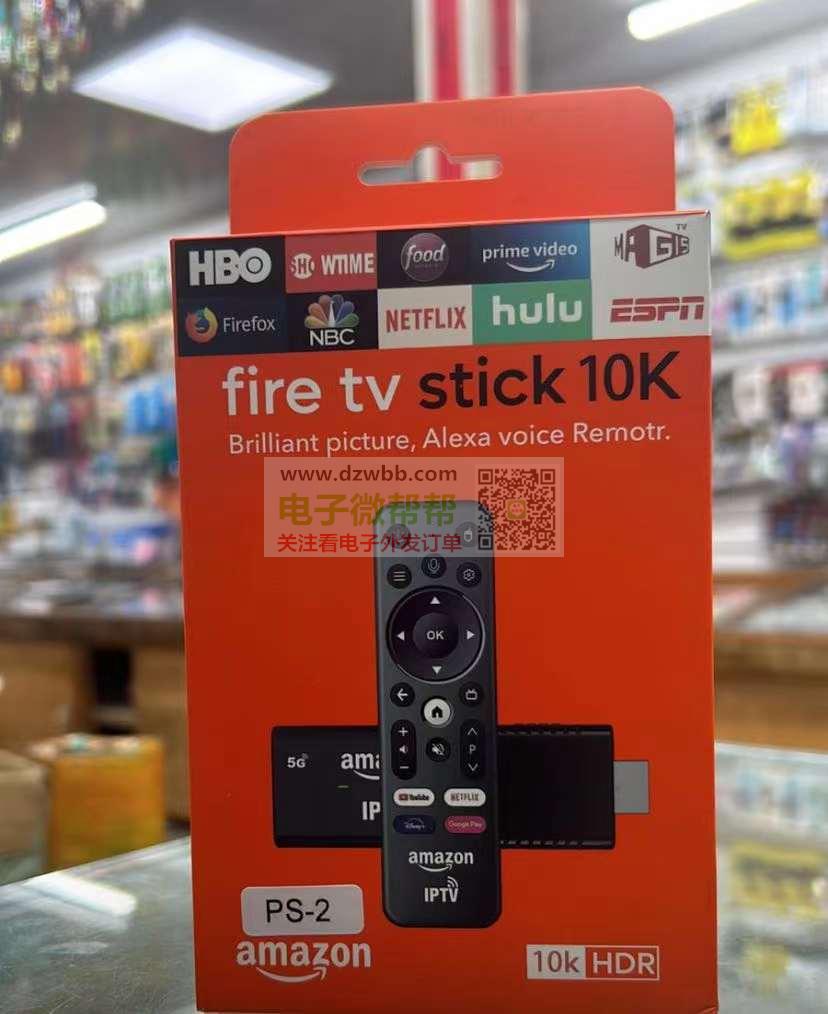 HBO
SHOWTIME
food
prime video
MAGIS TV
Firefox
NBC
NETFLIX
hulu
ESPN
fire tv stick 10K
Brilliant picture, Alexa voice Remotr.
www.dzwbb.com
电子微帮帮
关注看电子外发订单
OK
P
5G
ama
IP
YouTube
NETFLIX
Disney+
Google Play
amazon
IPTV
PS-2
amazon
10k HDR